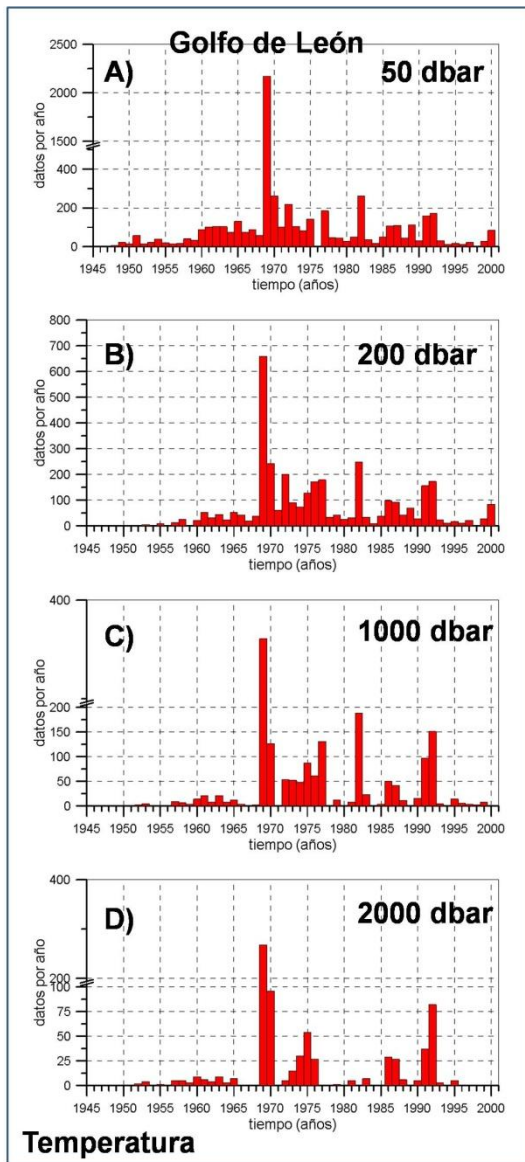 Golfo de León
A) 50 dbar
2500
2000
1500
400
200
0
datos por año
1945 1950 1955 1960 1965 1970 1975 1980 1985 1990 1995 2000
tiempo (años)
B) 200 dbar
800
700
600
500
400
300
200
100
0
datos por año
1945 1950 1955 1960 1965 1970 1975 1980 1985 1990 1995 2000
tiempo (años)
C) 1000 dbar
400
200
150
100
50
0
datos por año
1945 1950 1955 1960 1965 1970 1975 1980 1985 1990 1995 2000
tiempo (años)
D) 2000 dbar
400
200
100
75
50
25
0
datos por año
1945 1950 1955 1960 1965 1970 1975 1980 1985 1990 1995 2000
tiempo (años)
Temperatura